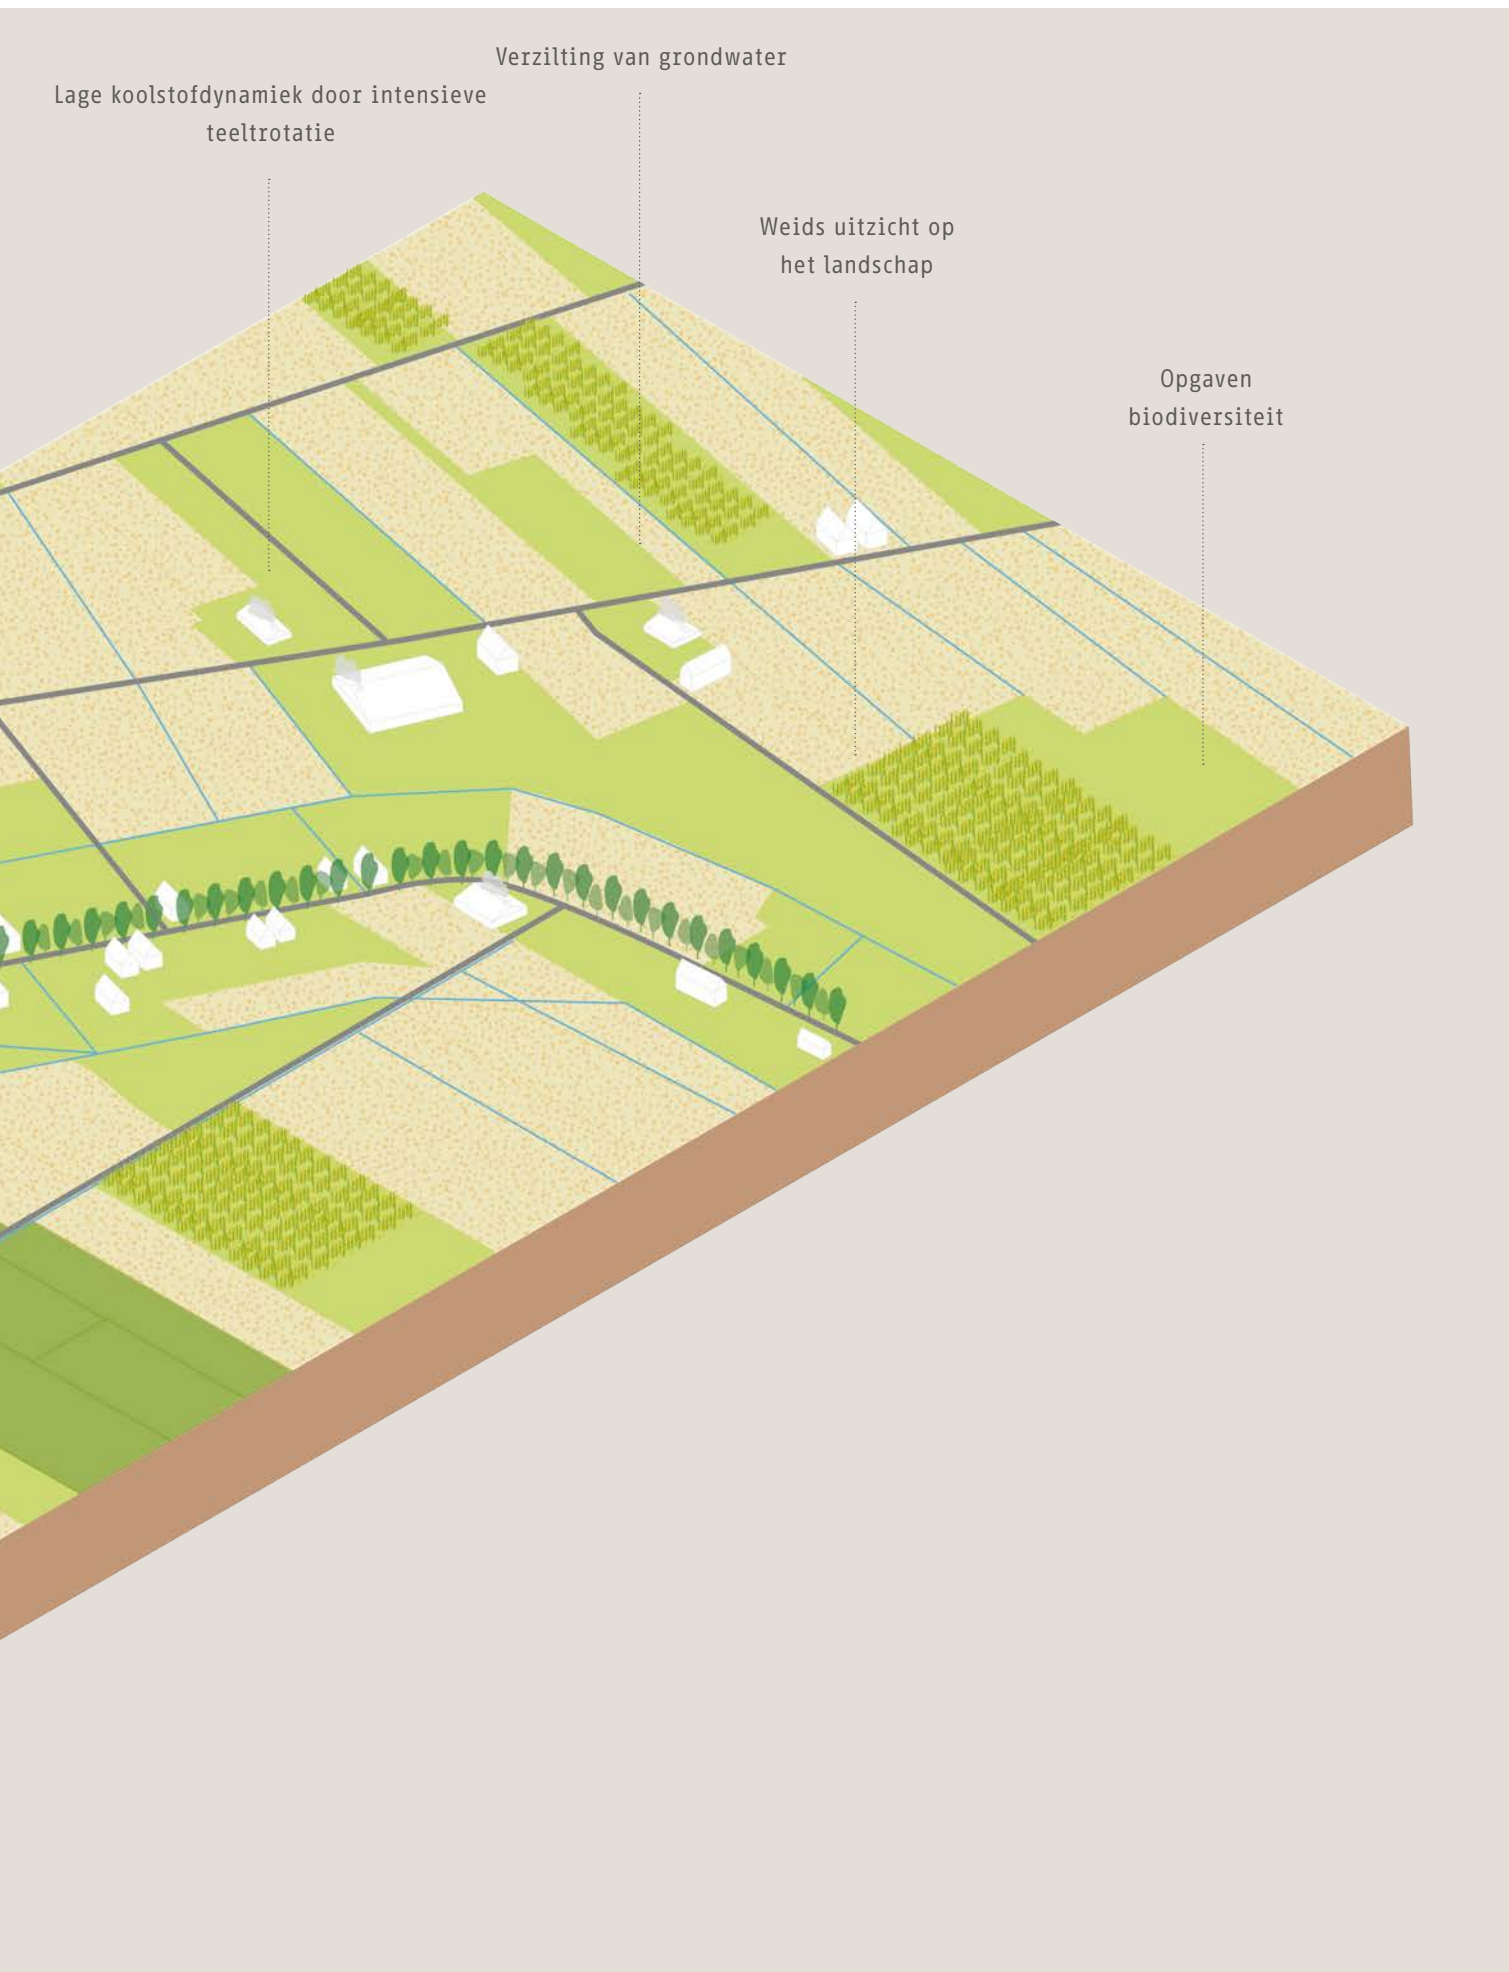 Verzilting van grondwater
Lage koolstofdynamiek door intensieve
teeltrotatie
Weids uitzicht op
het landschap
Opgaven
biodiversiteit